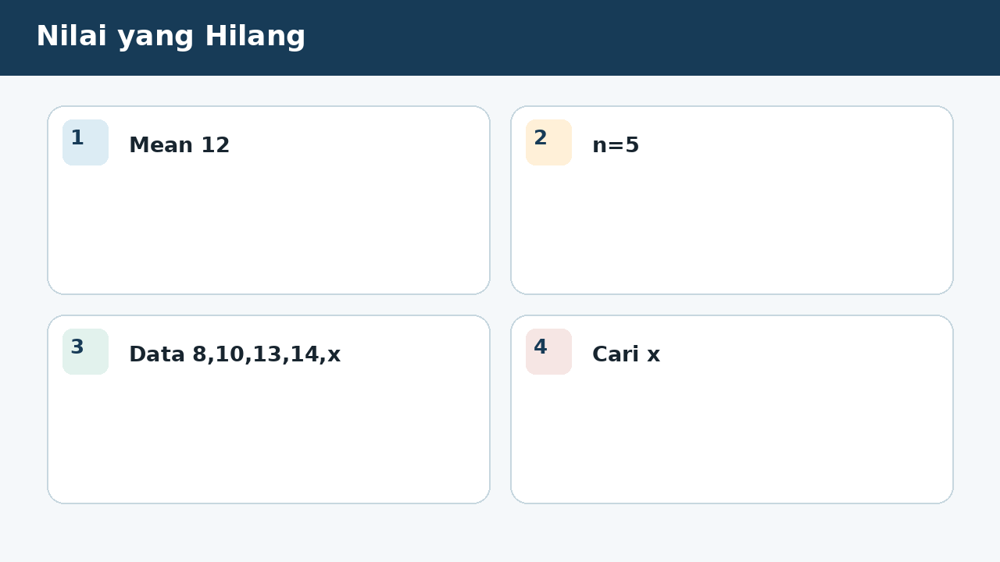 Nilai yang Hilang
1
Mean 12
2
n=5
3
Data 8,10,13,14,x
4
Cari x